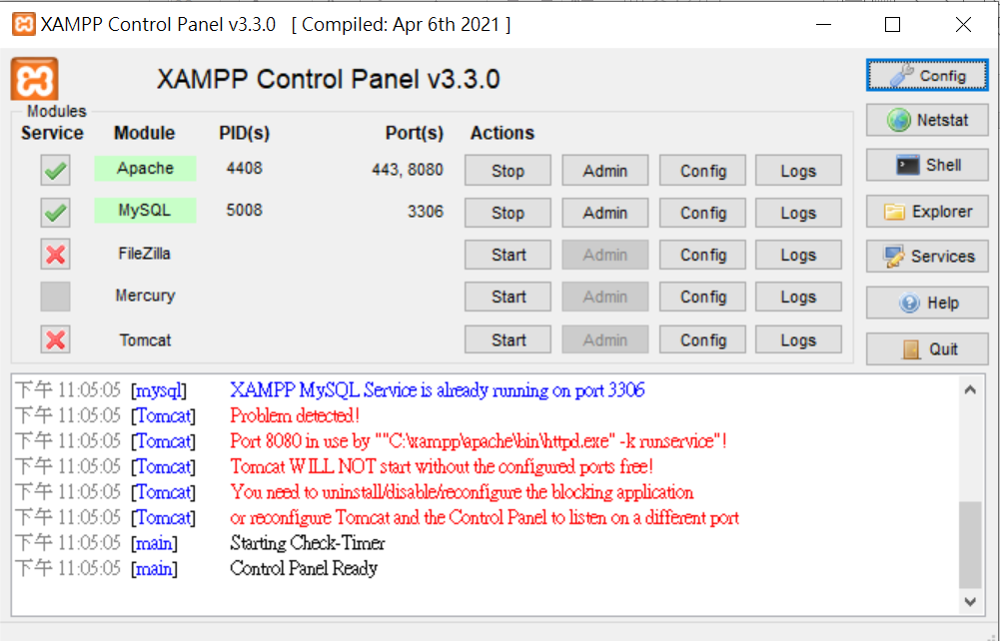 XAMPP Control Panel v3.3.0 [ Compiled: Apr 6th 2021 ]
XAMPP Control Panel v3.3.0
Config
Modules
Service Module PID(s) Port(s) Actions
Netstat
Apache 4408 443, 8080 Stop Admin Config Logs
Shell
MySQL 5008 3306 Stop Admin Config Logs
Explorer
FileZilla Start Admin Config Logs
Services
Mercury Start Admin Config Logs
Help
Tomcat Start Admin Config Logs
Quit
下午 11:05:05 [mysql] XAMPP MySQL Service is already running on port 3306
下午 11:05:05 [Tomcat] Problem detected!
下午 11:05:05 [Tomcat] Port 8080 in use by ""C:\xampp\apache\bin\httpd.exe" -k runservice"!
下午 11:05:05 [Tomcat] Tomcat WILL NOT start without the configured ports free!
下午 11:05:05 [Tomcat] You need to uninstall/disable/reconfigure the blocking application
下午 11:05:05 [Tomcat] or reconfigure Tomcat and the Control Panel to listen on a different port
下午 11:05:05 [main] Starting Check-Timer
下午 11:05:05 [main] Control Panel Ready